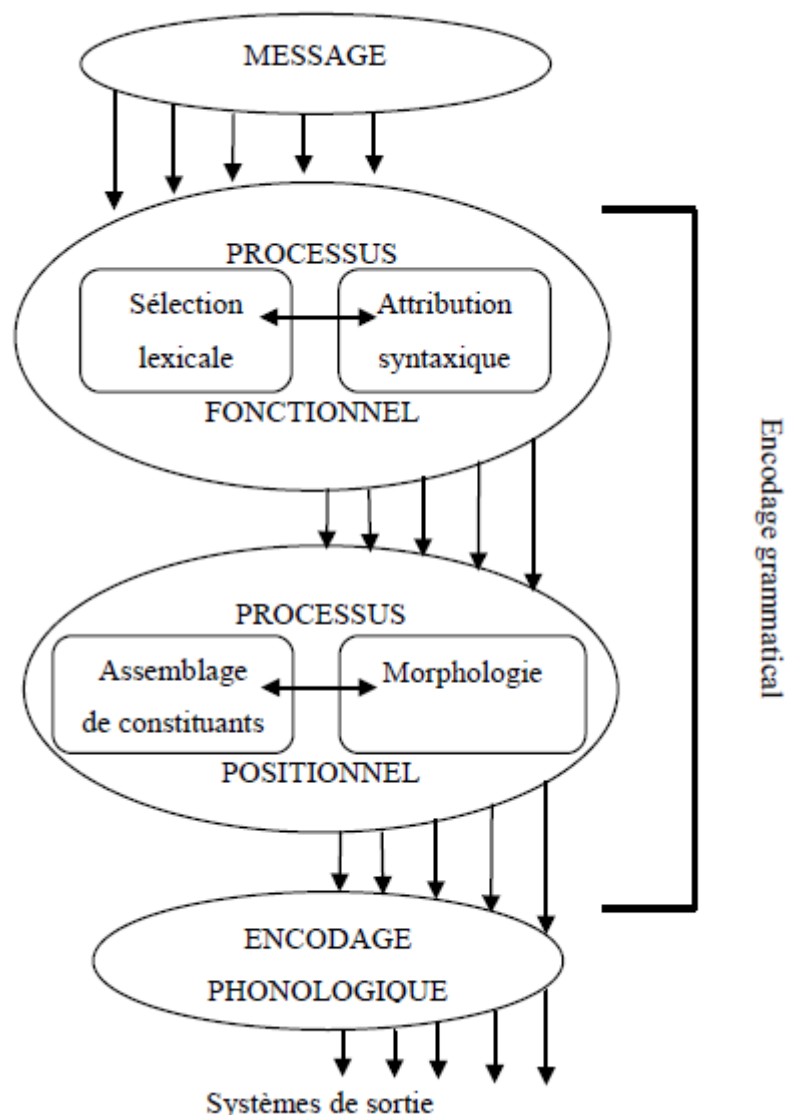 MESSAGE
PROCESSUS
Sélection
lexicale
Attribution
syntaxique
FONCTIONNEL
PROCESSUS
Assemblage
de constituants
Morphologie
POSITIONNEL
ENCODAGE
PHONOLOGIQUE
Systèmes de sortie
Encodage grammatical